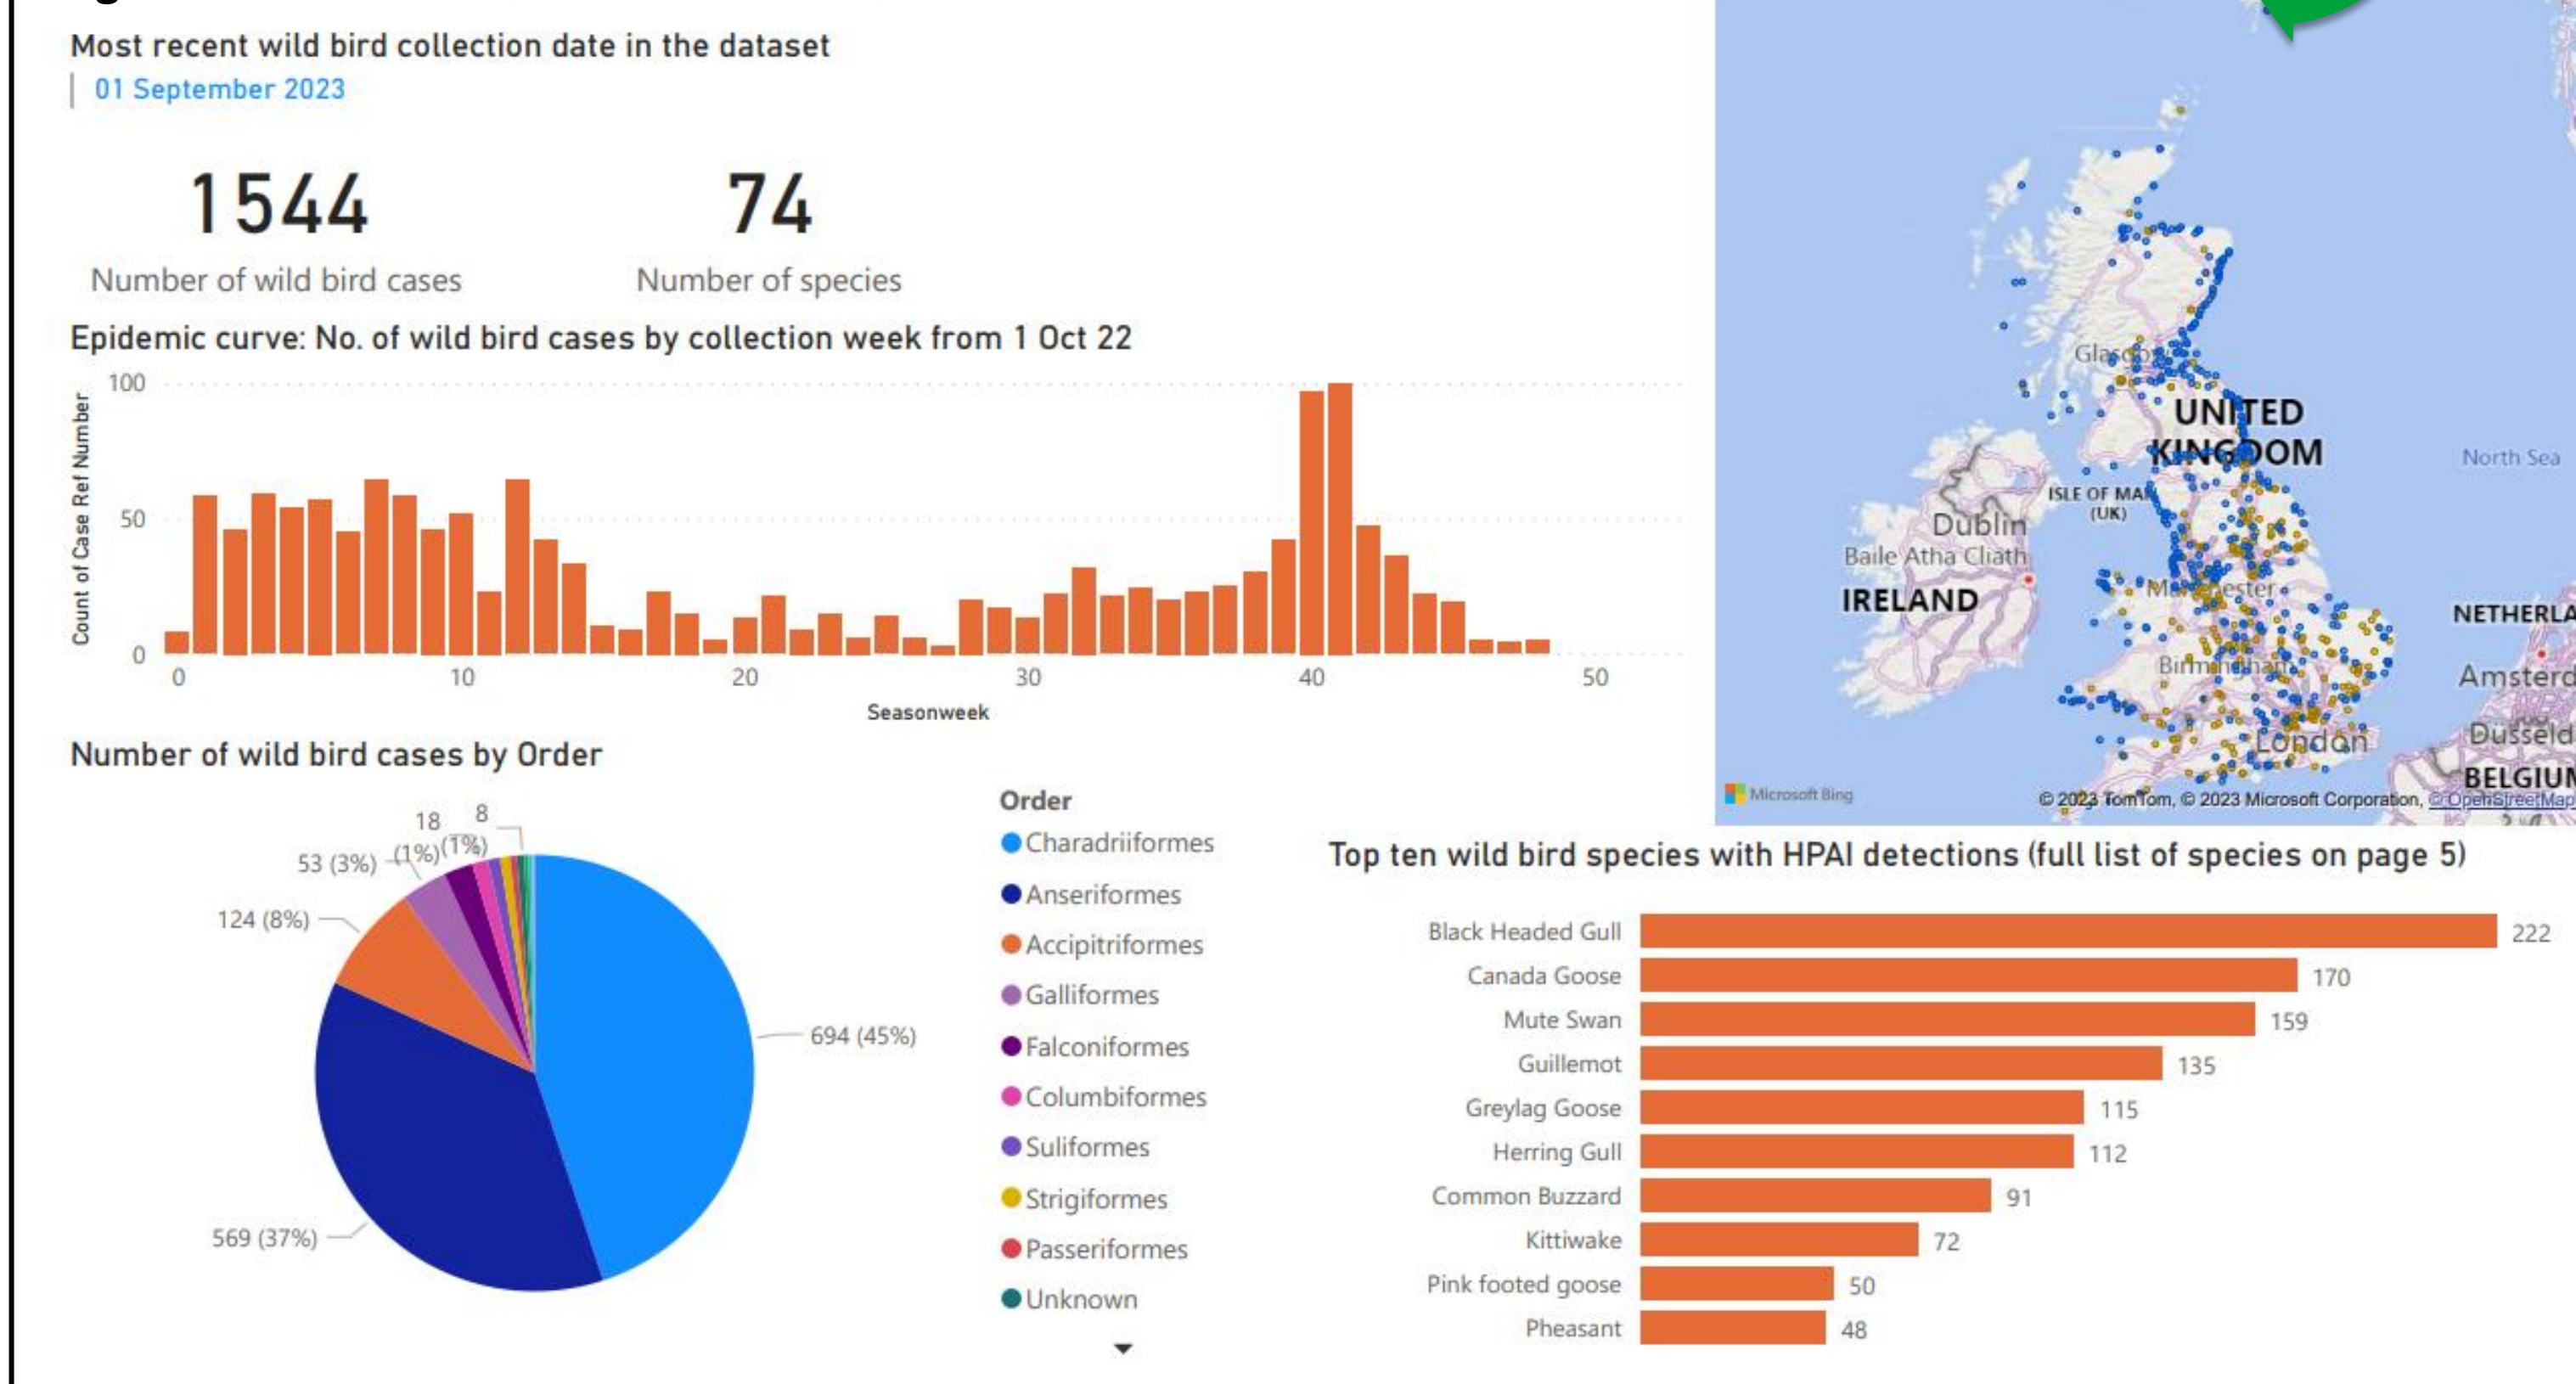 Most recent wild bird collection date in the dataset
01 September 2023
1544
Number of wild bird cases
74
Number of species
Epidemic curve: No. of wild bird cases by collection week from 1 Oct 22
Count of Case Ref Number
100
50
0
0 10 20 30 40 50
Seasonweek
Number of wild bird cases by Order
18 8
53 (3%) (1%) (1%)
124 (8%)
694 (45%)
569 (37%)
Order
Charadriiformes
Anseriformes
Accipitriformes
Galliformes
Falconiformes
Columbiformes
Suliformes
Strigiformes
Passeriformes
Unknown
UNITED
KINGDOM
North Sea
ISLE OF MAN
(UK)
Dublin
Baile Atha Cliath
IRELAND
Birmingham
London
NETHERLA
Amsterd
Düsseld
BELGIUM
Microsoft Bing
© 2023 TomTom, © 2023 Microsoft Corporation, © OpenStreetMap
Top ten wild bird species with HPAI detections (full list of species on page 5)
Black Headed Gull 222
Canada Goose 170
Mute Swan 159
Guillemot 135
Greylag Goose 115
Herring Gull 112
Common Buzzard 91
Kittiwake 72
Pink footed goose 50
Pheasant 48